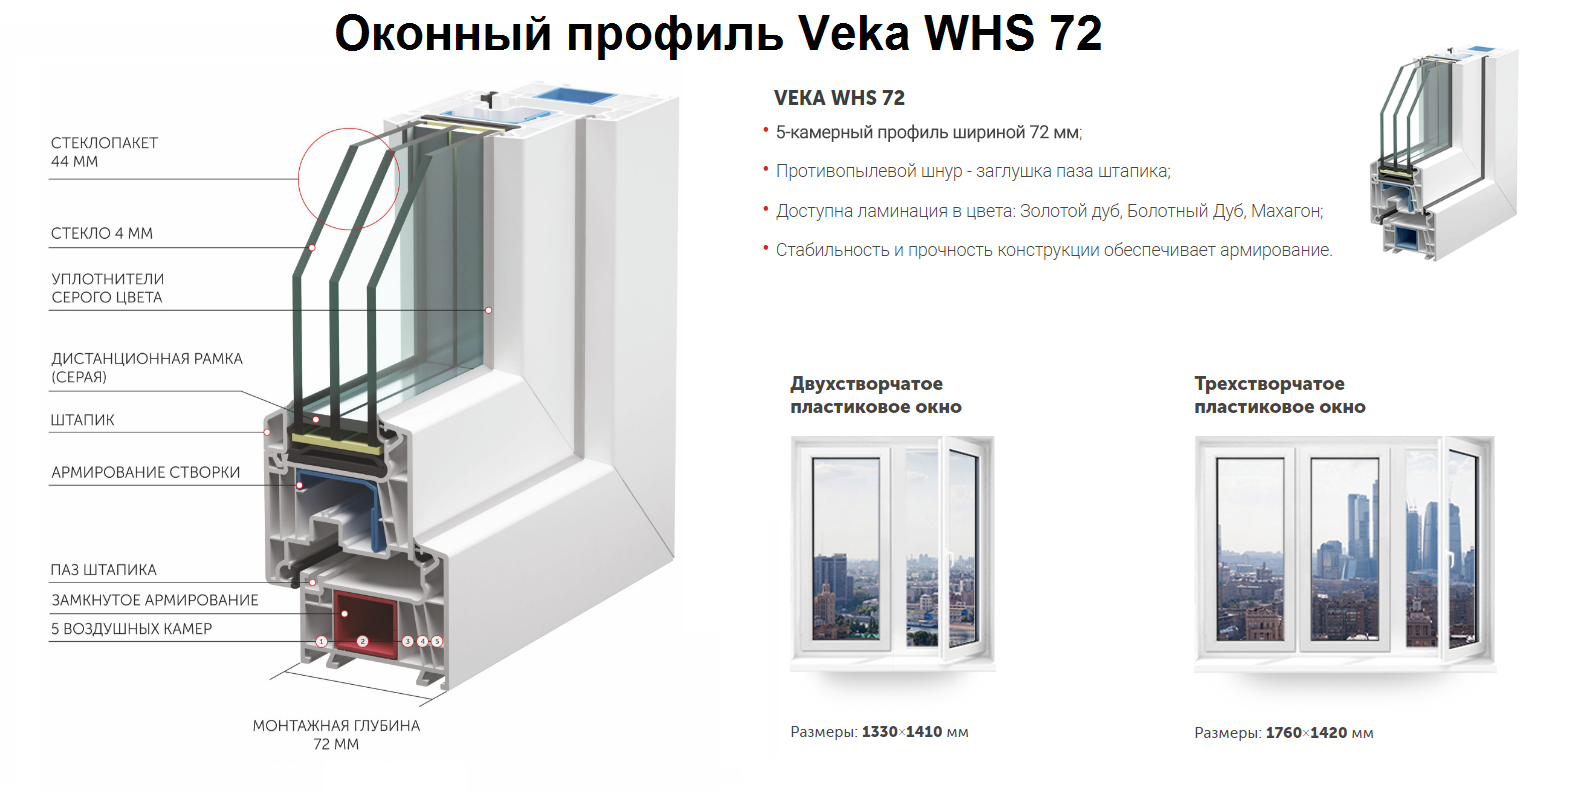 Оконный профиль Veka WHS 72
СТЕКЛОПАКЕТ
44 ММ
СТЕКЛО 4 ММ
УПЛОТНИТЕЛИ
СЕРОГО ЦВЕТА
ДИСТАНЦИОННАЯ РАМКА
(СЕРАЯ)
ШТАПИК
АРМИРОВАНИЕ СТВОРКИ
ПАЗ ШТАПИКА
ЗАМКНУТОЕ АРМИРОВАНИЕ
5 ВОЗДУШНЫХ КАМЕР
1 2 3 4 5
МОНТАЖНАЯ ГЛУБИНА
72 ММ
VEKA WHS 72
• 5-камерный профиль шириной 72 мм;
• Противопылевой шнур - заглушка паза штапика;
• Доступна ламинация в цвета: Золотой дуб, Болотный Дуб, Махагон;
• Стабильность и прочность конструкции обеспечивает армирование.
Двухстворчатое
пластиковое окно
Размеры: 1330×1410 мм
Трехстворчатое
пластиковое окно
Размеры: 1760×1420 мм